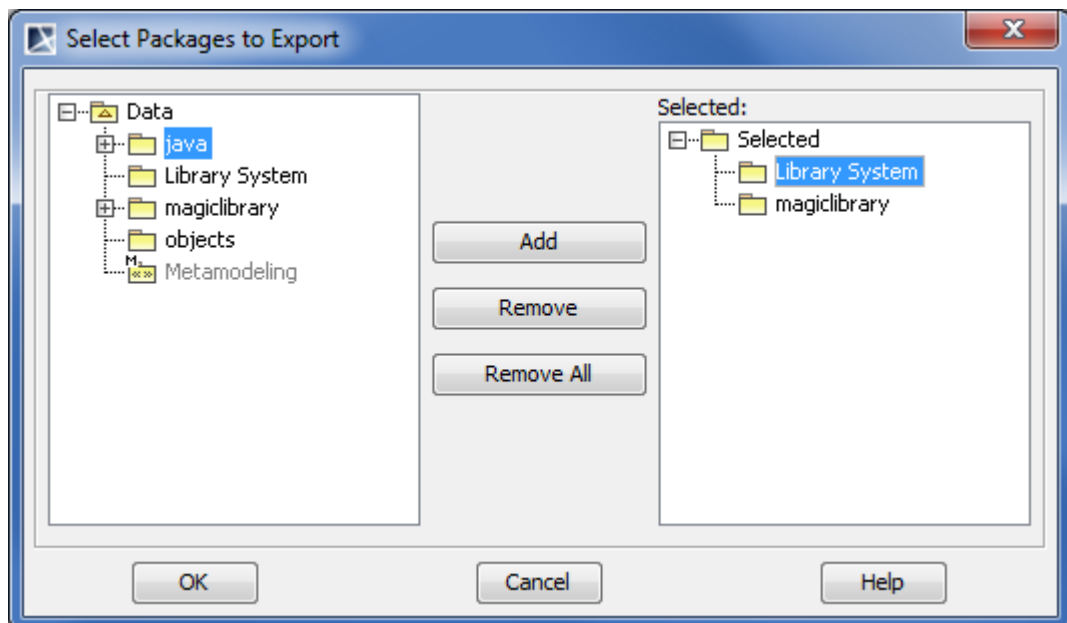 Select Packages to Export
Data
java
Library System
magiclibrary
objects
Metamodeling
Add
Remove
Remove All
Selected:
Selected
Library System
magiclibrary
OK
Cancel
Help